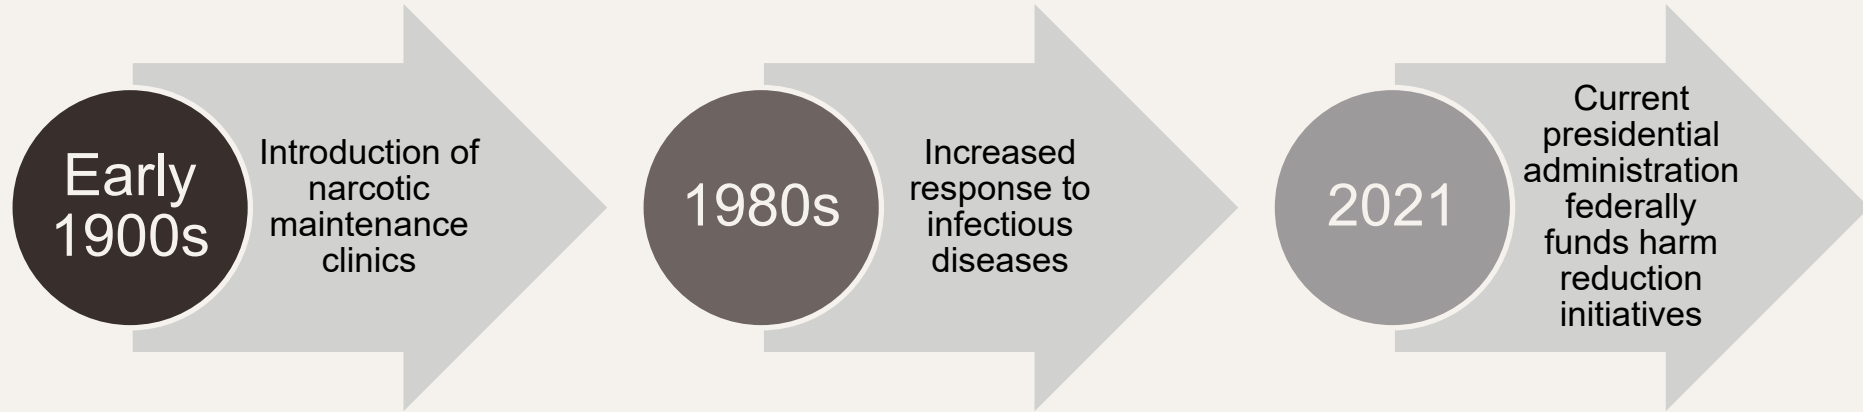 Early
1900s
Introduction of
narcotic
maintenance
clinics
1980s
Increased
response to
infectious
diseases
2021
Current
presidential
administration
federally
funds harm
reduction
initiatives